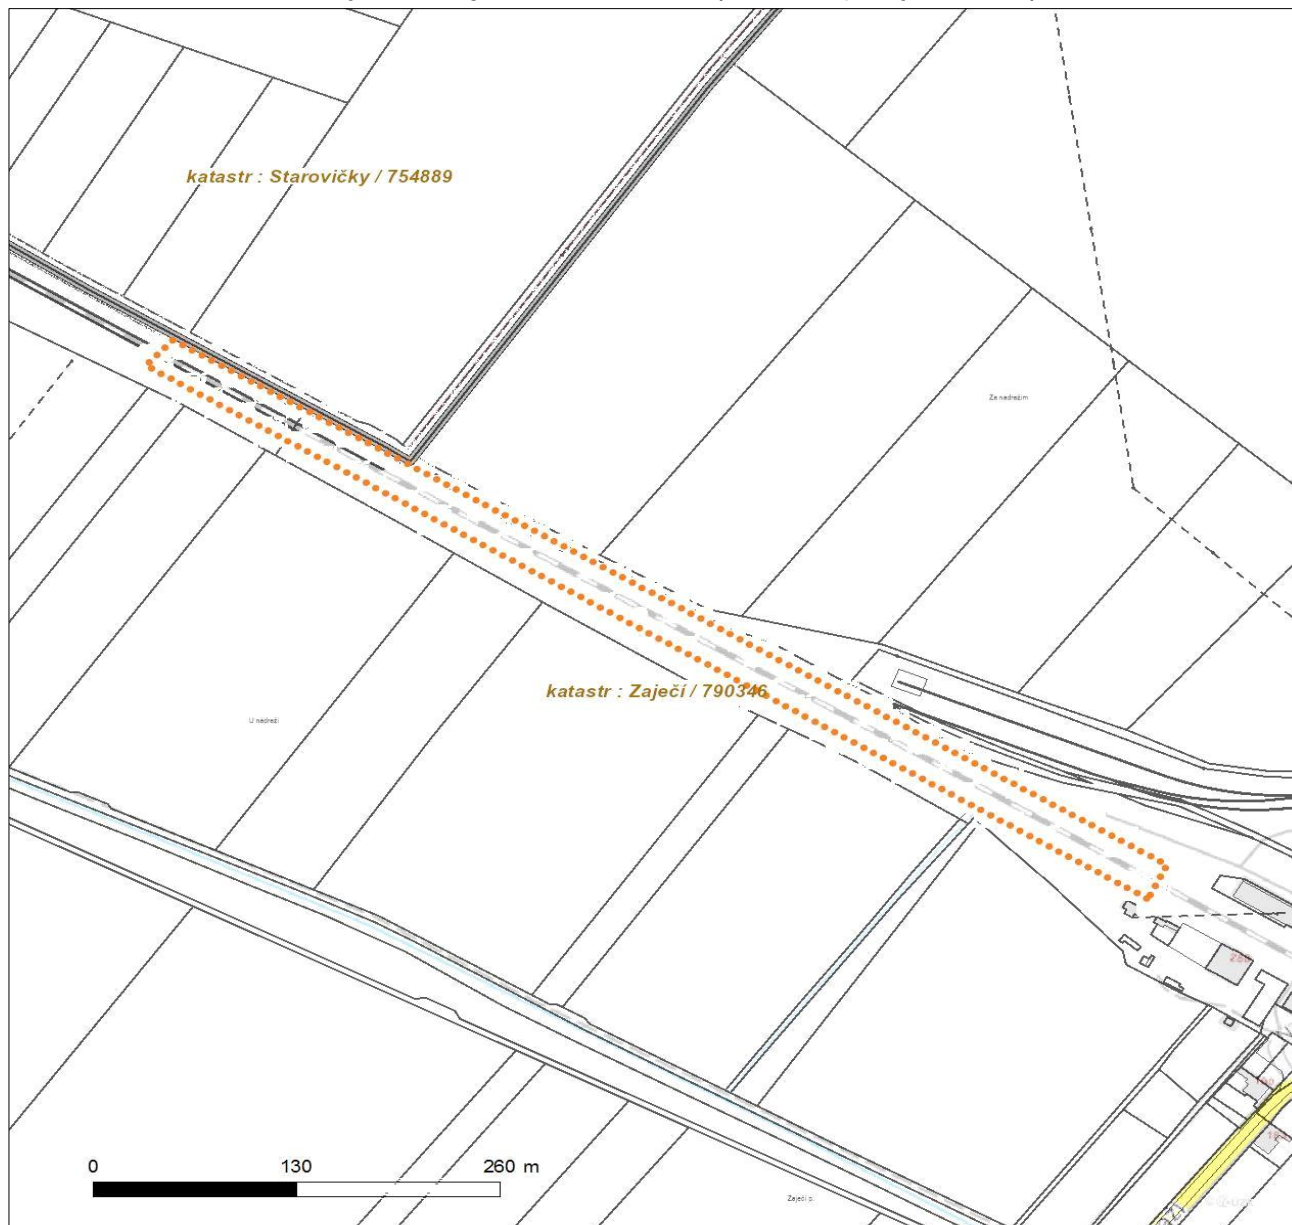 katastr : Starovičky / 754889
Za nádražím
katastr : Zaječí / 790346
U nádraží
0 130 260 m
Zaječí p.